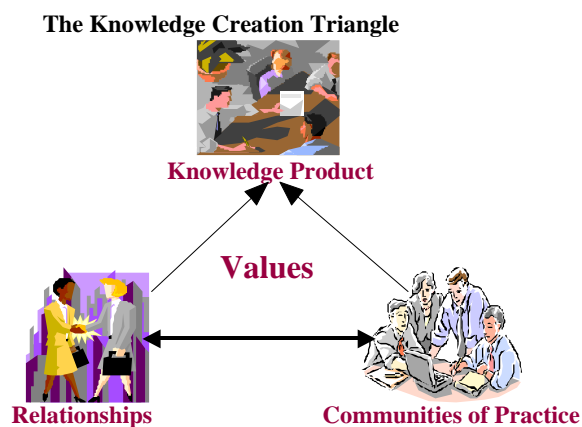 The Knowledge Creation Triangle
Knowledge Product
Values
Relationships
Communities of Practice